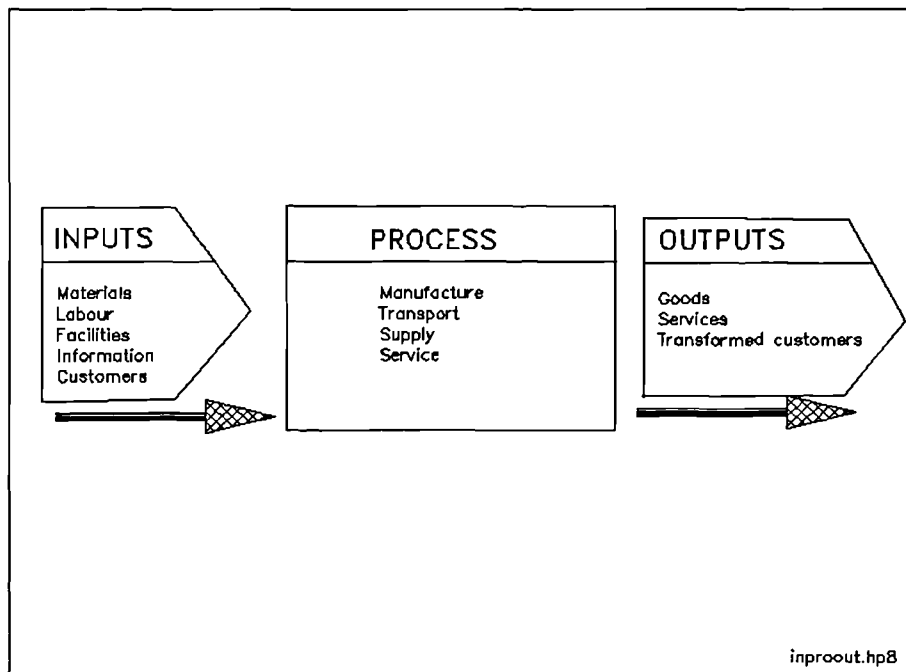 INPUTS
Materials
Labour
Facilities
Information
Customers
PROCESS
Manufacture
Transport
Supply
Service
OUTPUTS
Goods
Services
Transformed customers
inproout.hp8